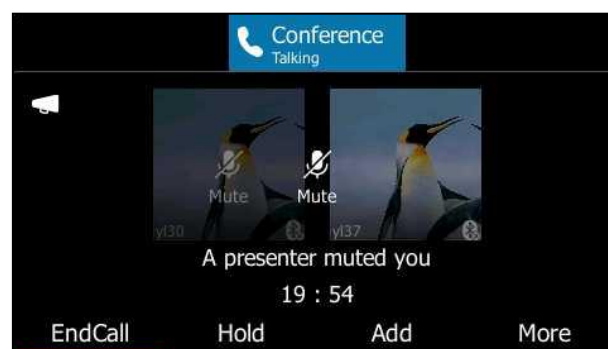 Conference
Talking
Mute
Mute
yl30
yl37
A presenter muted you
19 : 54
EndCall Hold Add More